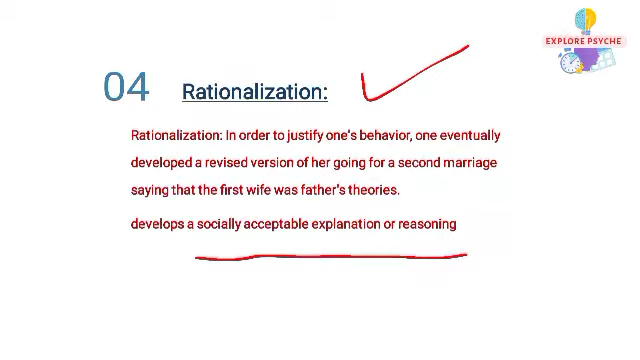 EXPLORE PSYCHE
04 Rationalization:
Rationalization: In order to justify one's behavior, one eventually
developed a revised version of her going for a second marriage
saying that the first wife was father's theories.
develops a socially acceptable explanation or reasoning